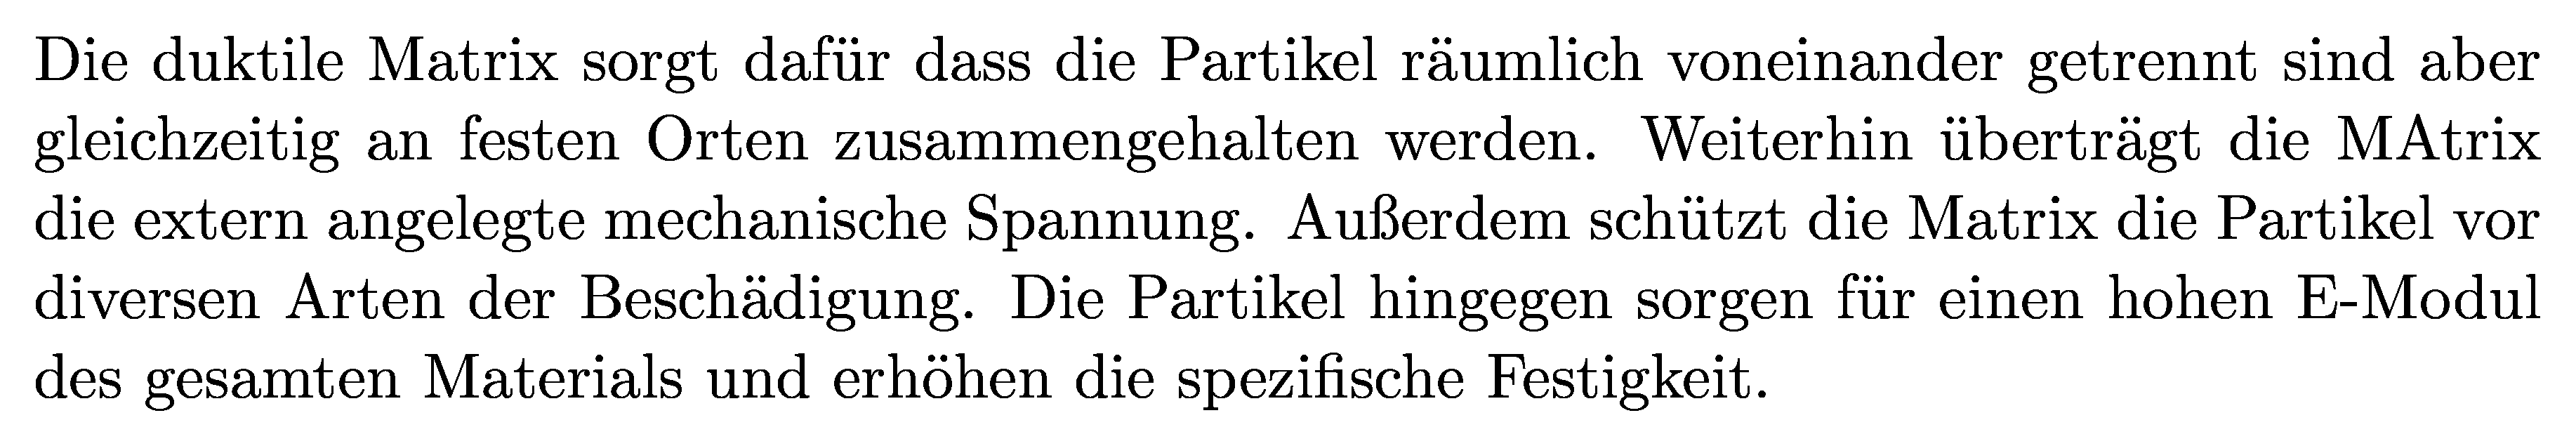 Die duktile Matrix sorgt dafür dass die Partikel räumlich voneinander getrennt sind aber
gleichzeitig an festen Orten zusammengehalten werden. Weiterhin überträgt die MAtrix
die extern angelegte mechanische Spannung. Außerdem schützt die Matrix die Partikel vor
diversen Arten der Beschädigung. Die Partikel hingegen sorgen für einen hohen E-Modul
des gesamten Materials und erhöhen die spezifische Festigkeit.